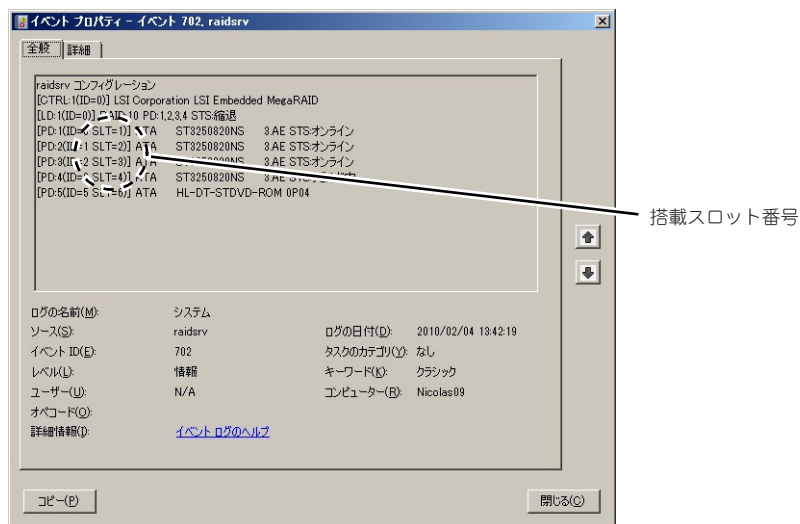 イベント プロパティ - イベント 702, raidsrv
全般 詳細
raidsrv コンフィグレーション
[CTRL:1(ID=0)] LSI Corporation LSI Embedded MegaRAID
[LD:1(ID=0)] RAID:10 PD:1,2,3,4 STS:縮退
[PD:1(ID=0 SLT=1)] ATA ST3250820NS 3.AE STS:オンライン
[PD:2(ID=1 SLT=2)] ATA ST3250820NS 3.AE STS:オンライン
[PD:3(ID=2 SLT=3)] ATA ST3250820NS 3.AE STS:オンライン
[PD:4(ID= SLT=4)] ATA ST3250820NS 3.AE
[PD:5(ID=5 SLT=6)] ATA HL-DT-STDVD-ROM 0P04
搭載スロット番号
ログの名前(M): システム
ソース(S): raidsrv ログの日付(D): 2010/02/04 13:42:19
イベント ID(E): 702 タスクのカテゴリ(Y): なし
レベル(L): 情報 キーワード(K): クラシック
ユーザー(U): N/A コンピューター(R): Nicolas09
オペコード(O):
詳細情報(I): イベント ログのヘルプ
コピー(P) 閉じる(C)